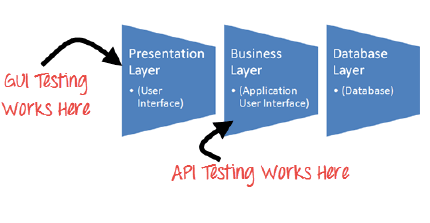 Presentation
Layer
• (User
Interface)
Business
Layer
• (Application
User Interface)
Database
Layer
• (Database)
GUI Testing
Works Here
API Testing Works Here